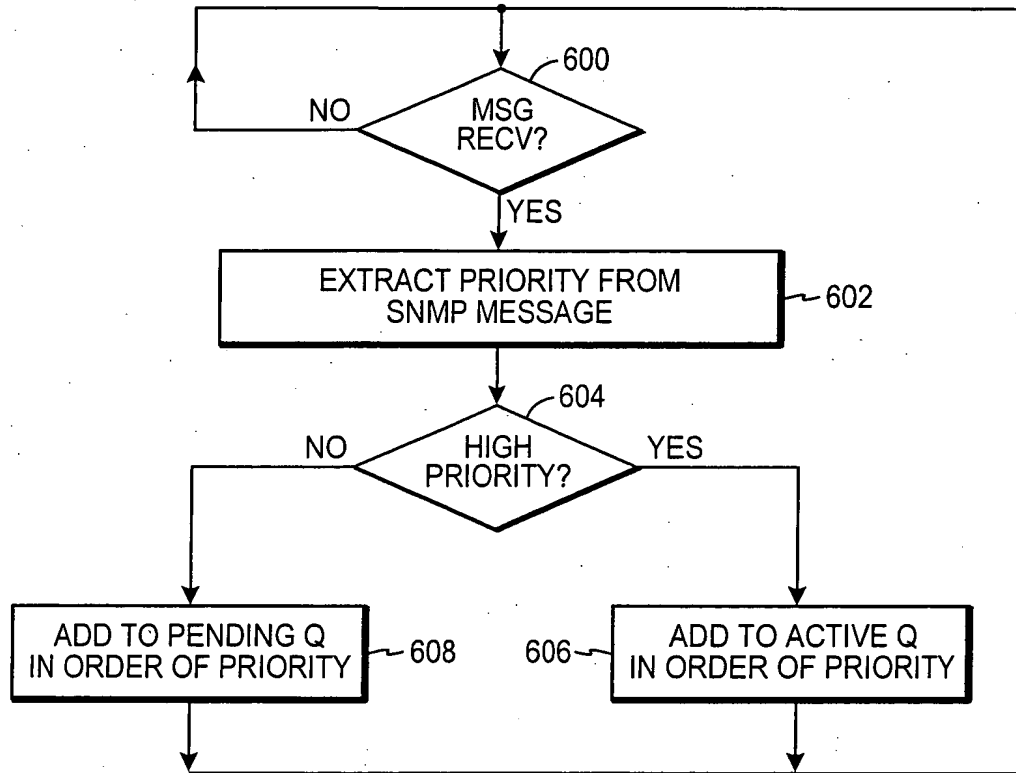 600
MSG
RECV?
NO
YES
EXTRACT PRIORITY FROM
SNMP MESSAGE
602
604
HIGH
PRIORITY?
NO
YES
ADD TO PENDING Q
IN ORDER OF PRIORITY
608
606
ADD TO ACTIVE Q
IN ORDER OF PRIORITY